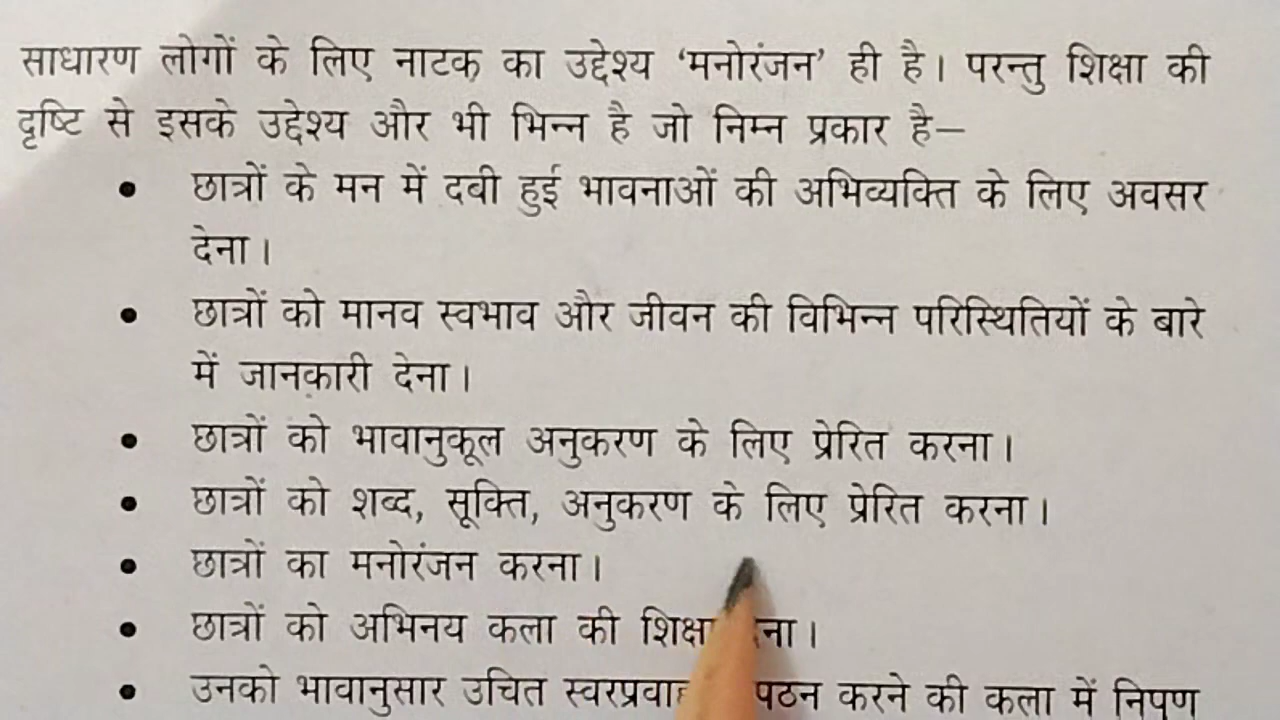 साधारण लोगों के लिए नाटक का उद्देश्य ‘मनोरंजन’ ही है। परन्तु शिक्षा की
दृष्टि से इसके उद्देश्य और भी भिन्न है जो निम्न प्रकार है–
• छात्रों के मन में दबी हुई भावनाओं की अभिव्यक्ति के लिए अवसर
देना।
• छात्रों को मानव स्वभाव और जीवन की विभिन्न परिस्थितियों के बारे
में जानकारी देना।
• छात्रों को भावानुकूल अनुकरण के लिए प्रेरित करना।
• छात्रों को शब्द, सूक्ति, अनुकरण के लिए प्रेरित करना।
• छात्रों का मनोरंजन करना।
• छात्रों को अभिनय कला की शिक्षा
• उनको भावानुसार उचित पठन करने की कला में निपुण